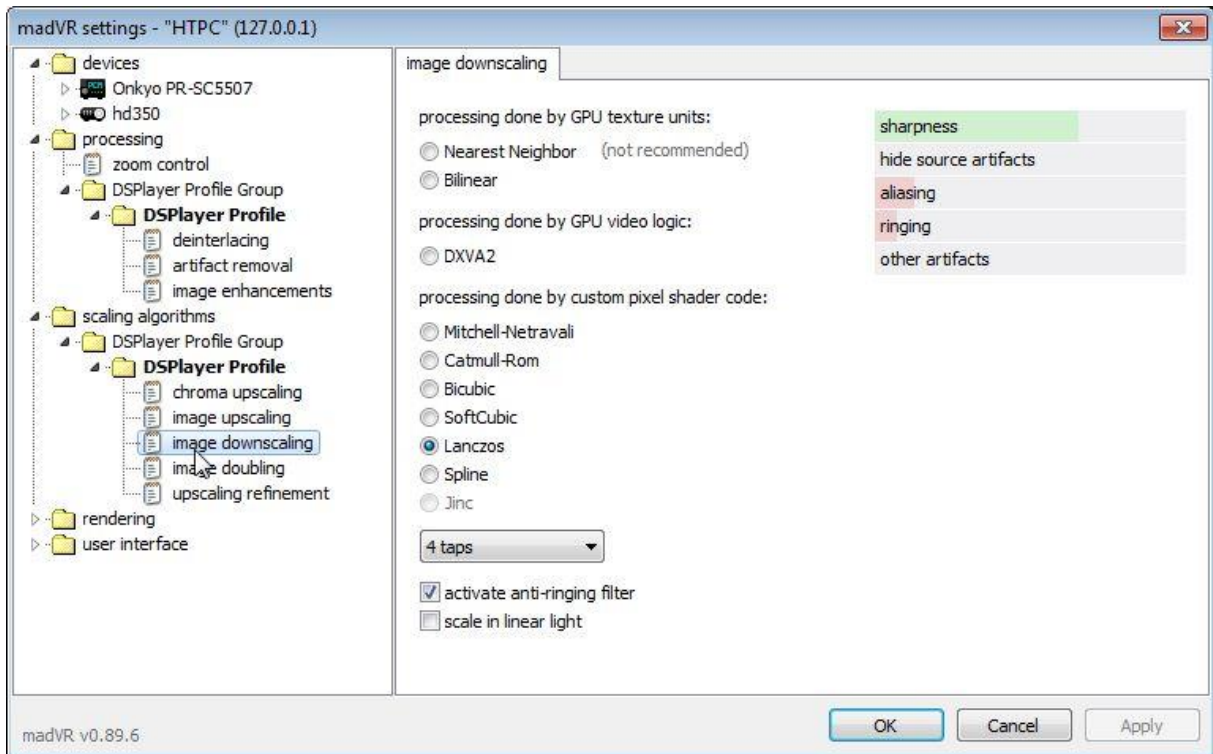 madVR settings - "HTPC" (127.0.0.1)
devices
Onkyo PR-SC5507
hd350
processing
zoom control
DSPlayer Profile Group
DSPlayer Profile
deinterlacing
artifact removal
image enhancements
scaling algorithms
DSPlayer Profile Group
DSPlayer Profile
chroma upscaling
image upscaling
image downscaling
image doubling
upscaling refinement
rendering
user interface
image downscaling
processing done by GPU texture units:
Nearest Neighbor (not recommended)
Bilinear
processing done by GPU video logic:
DXVA2
processing done by custom pixel shader code:
Mitchell-Netravali
Catmull-Rom
Bicubic
SoftCubic
Lanczos
Spline
Jinc
4 taps
activate anti-ringing filter
scale in linear light
sharpness
hide source artifacts
aliasing
ringing
other artifacts
madVR v0.89.6
OK
Cancel
Apply